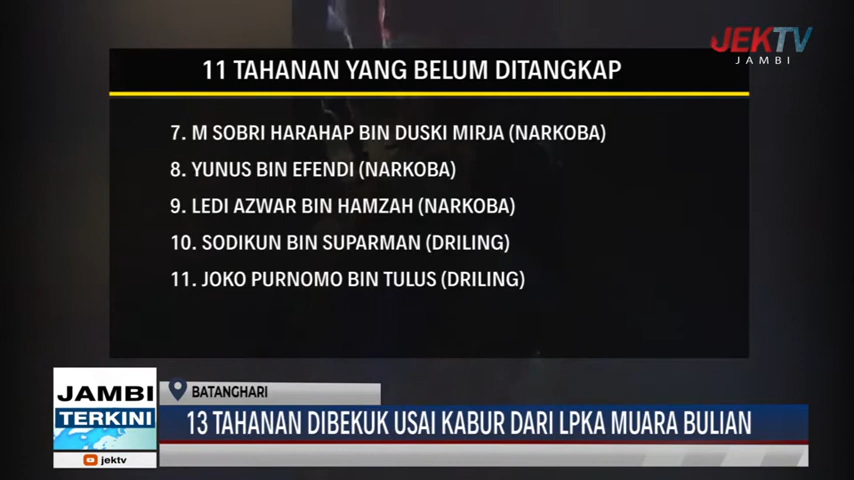 JEKTV
JAMBI
11 TAHANAN YANG BELUM DITANGKAP
7. M SOBRI HARAHAP BIN DUSKI MIRJA (NARKOBA)
8. YUNUS BIN EFENDI (NARKOBA)
9. LEDI AZWAR BIN HAMZAH (NARKOBA)
10. SODIKUN BIN SUPARMAN (DRILING)
11. JOKO PURNOMO BIN TULUS (DRILING)
JAMBI
TERKINI
jektv
BATANGHARI
13 TAHANAN DIBEKUK USAI KABUR DARI LPKA MUARA BULIAN